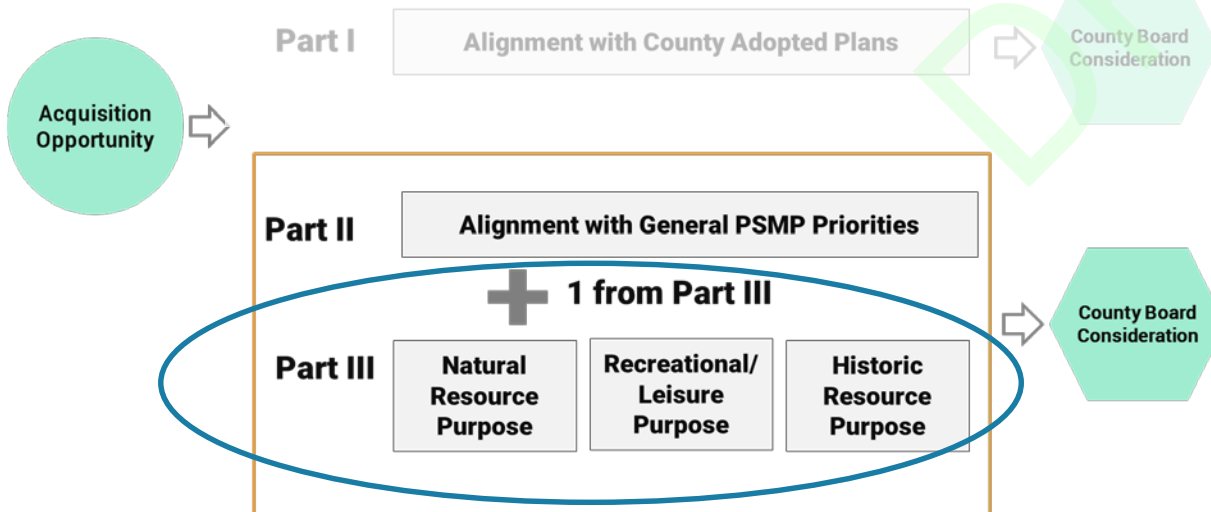 Part I
Alignment with County Adopted Plans
County Board
Consideration
Acquisition
Opportunity
Part II
Alignment with General PSMP Priorities
1 from Part III
Part III
Natural
Resource
Purpose
Recreational/
Leisure
Purpose
Historic
Resource
Purpose
County Board
Consideration